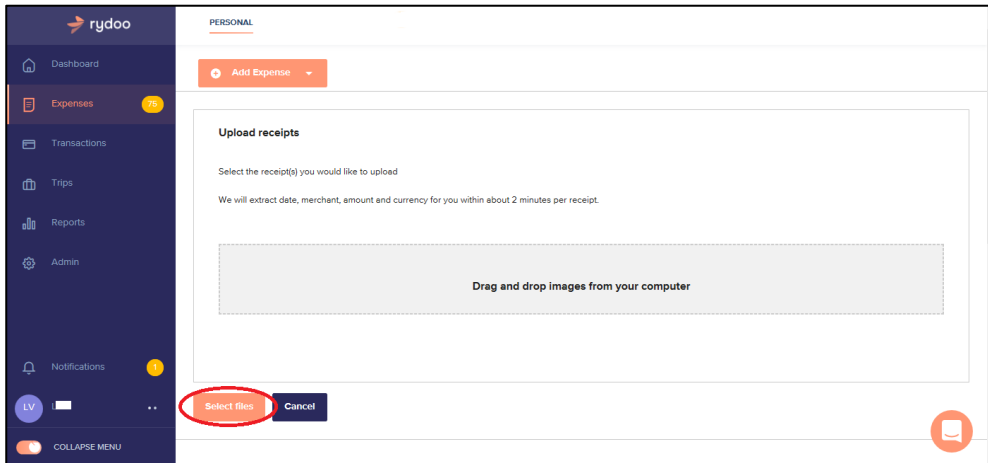 rydoo
PERSONAL
Dashboard
Add Expense
Expenses
75
Upload receipts
Transactions
Select the receipt(s) you would like to upload
Trips
We will extract date, merchant, amount and currency for you within about 2 minutes per receipt.
Reports
Admin
Drag and drop images from your computer
Notifications
1
LV
L
Select files
Cancel
COLLAPSE MENU